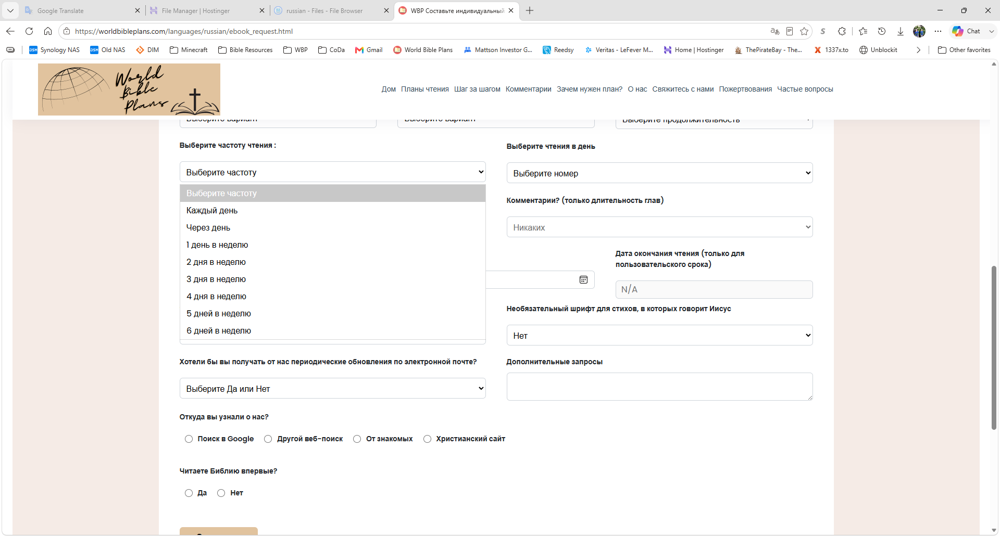 Google Translate
File Manager | Hostinger
russian - Files - File Browser
WBP Составьте индивидуальный
https://worldbibleplans.com/languages/russian/ebook_request.html
Chat
Synology NAS
Old NAS
DIM
Minecraft
Bible Resources
WBP
CoDa
Gmail
World Bible Plans
Mattson Investor G...
Reedsy
Veritas - LeFever M...
Home | Hostinger
ThePirateBay - The...
1337x.to
Unblockit
Other favorites
World
Bible
Plans
Дом Планы чтения Шаг за шагом Комментарии Зачем нужен план? О нас Свяжитесь с нами Пожертвования Частые вопросы
Выберите вариант
Выберите вариант
Выберите продолжительность
Выберите частоту чтения :
Выберите чтения в день
Выберите частоту
Выберите номер
Выберите частоту
Каждый день
Через день
1 день в неделю
2 дня в неделю
3 дня в неделю
4 дня в неделю
5 дней в неделю
6 дней в неделю
Комментарии? (только длительность глав)
Никаких
Дата окончания чтения (только для
пользовательского срока)
N/A
Необязательный шрифт для стихов, в которых говорит Иисус
Нет
Хотели бы вы получать от нас периодические обновления по электронной почте?
Дополнительные запросы
Выберите Да или Нет
Откуда вы узнали о нас?
Поиск в Google
Другой веб-поиск
От знакомых
Христианский сайт
Читаете Библию впервые?
Да
Нет